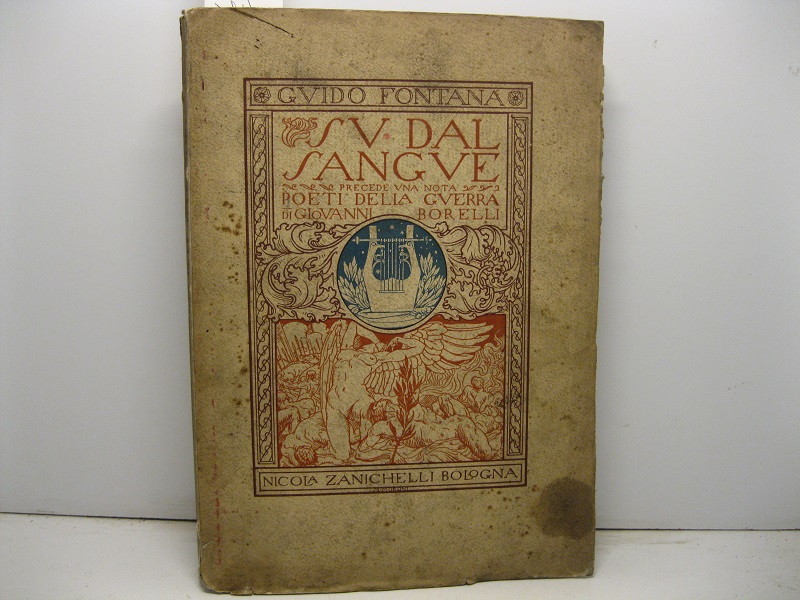 GVIDO FONTANA
SV DAL
SANGVE
PRECEDE VNA NOTA
POETI DELLA GVERRA
DI GIOVANNI BORELLI
NICOLA ZANICHELLI BOLOGNA